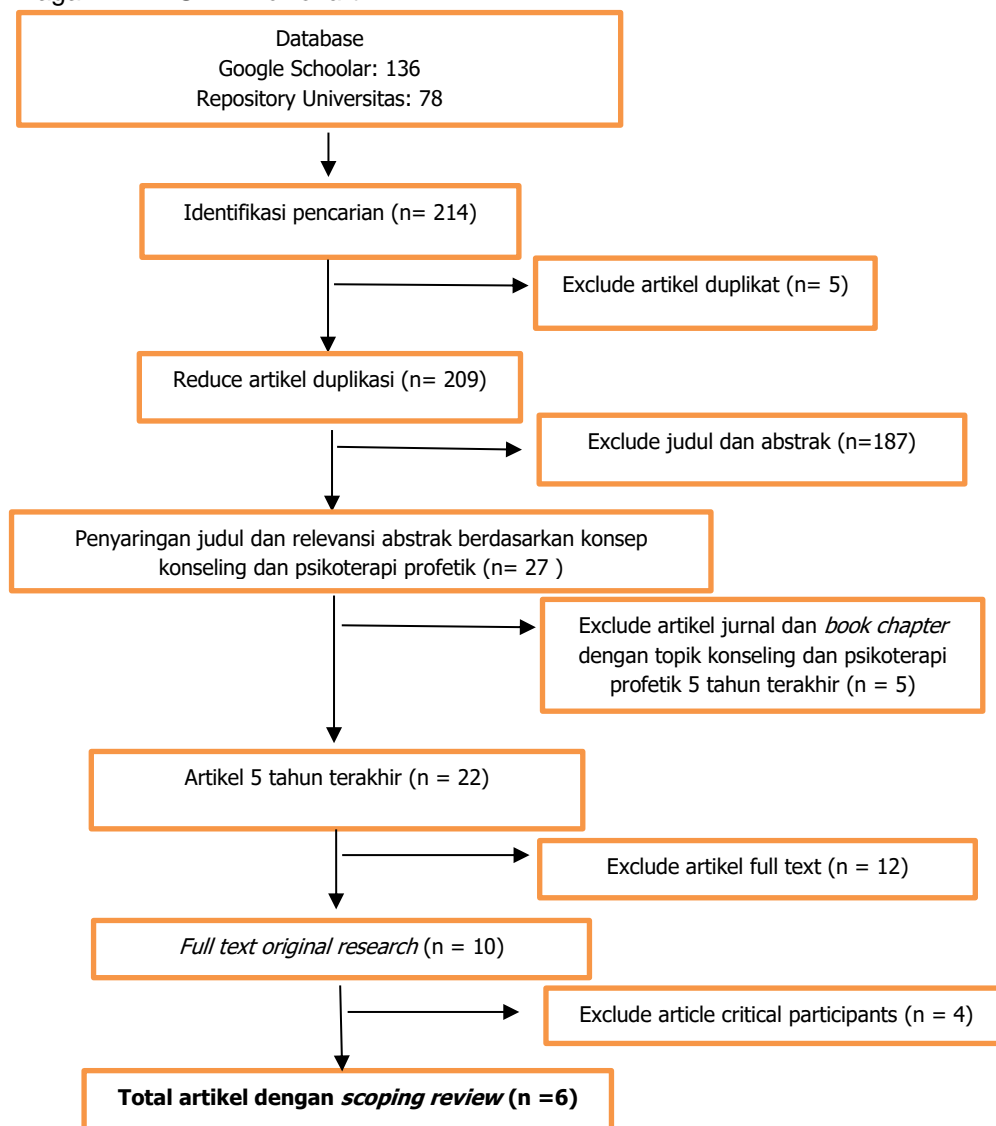 Database
Google Schoolar: 136
Repository Universitas: 78
Identifikasi pencarian (n= 214)
Exclude artikel duplikat (n= 5)
Reduce artikel duplikasi (n= 209)
Exclude judul dan abstrak (n=187)
Penyaringan judul dan relevansi abstrak berdasarkan konsep
konseling dan psikoterapi profetik (n= 27 )
Exclude artikel jurnal dan book chapter
dengan topik konseling dan psikoterapi
profetik 5 tahun terakhir (n = 5)
Artikel 5 tahun terakhir (n = 22)
Exclude artikel full text (n = 12)
Full text original research (n = 10)
Exclude article critical participants (n = 4)
Total artikel dengan scoping review (n =6)